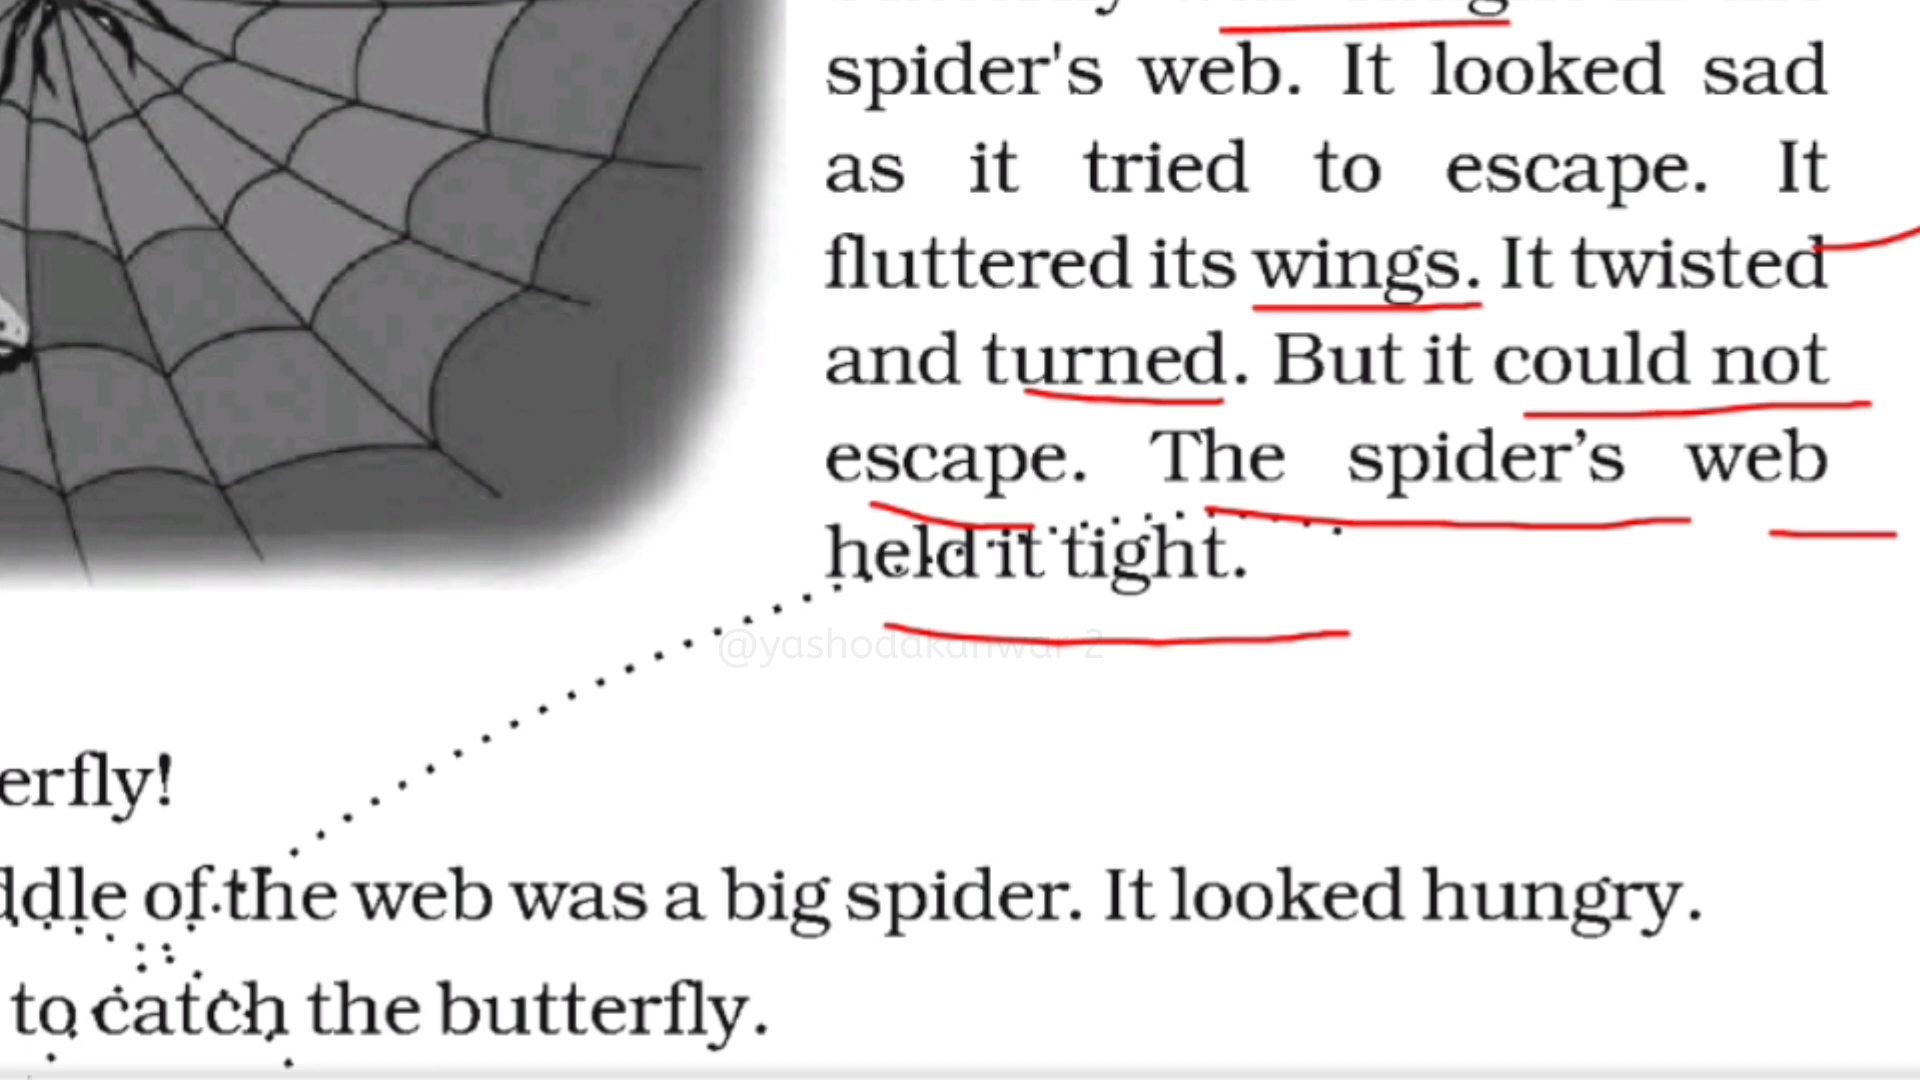 spider's web. It looked sad
as it tried to escape. It
fluttered its wings. It twisted
and turned. But it could not
escape. The spider’s web
held it tight.
@yashodakanwar-2
erfly!
ddle of the web was a big spider. It looked hungry.
to catch the butterfly.